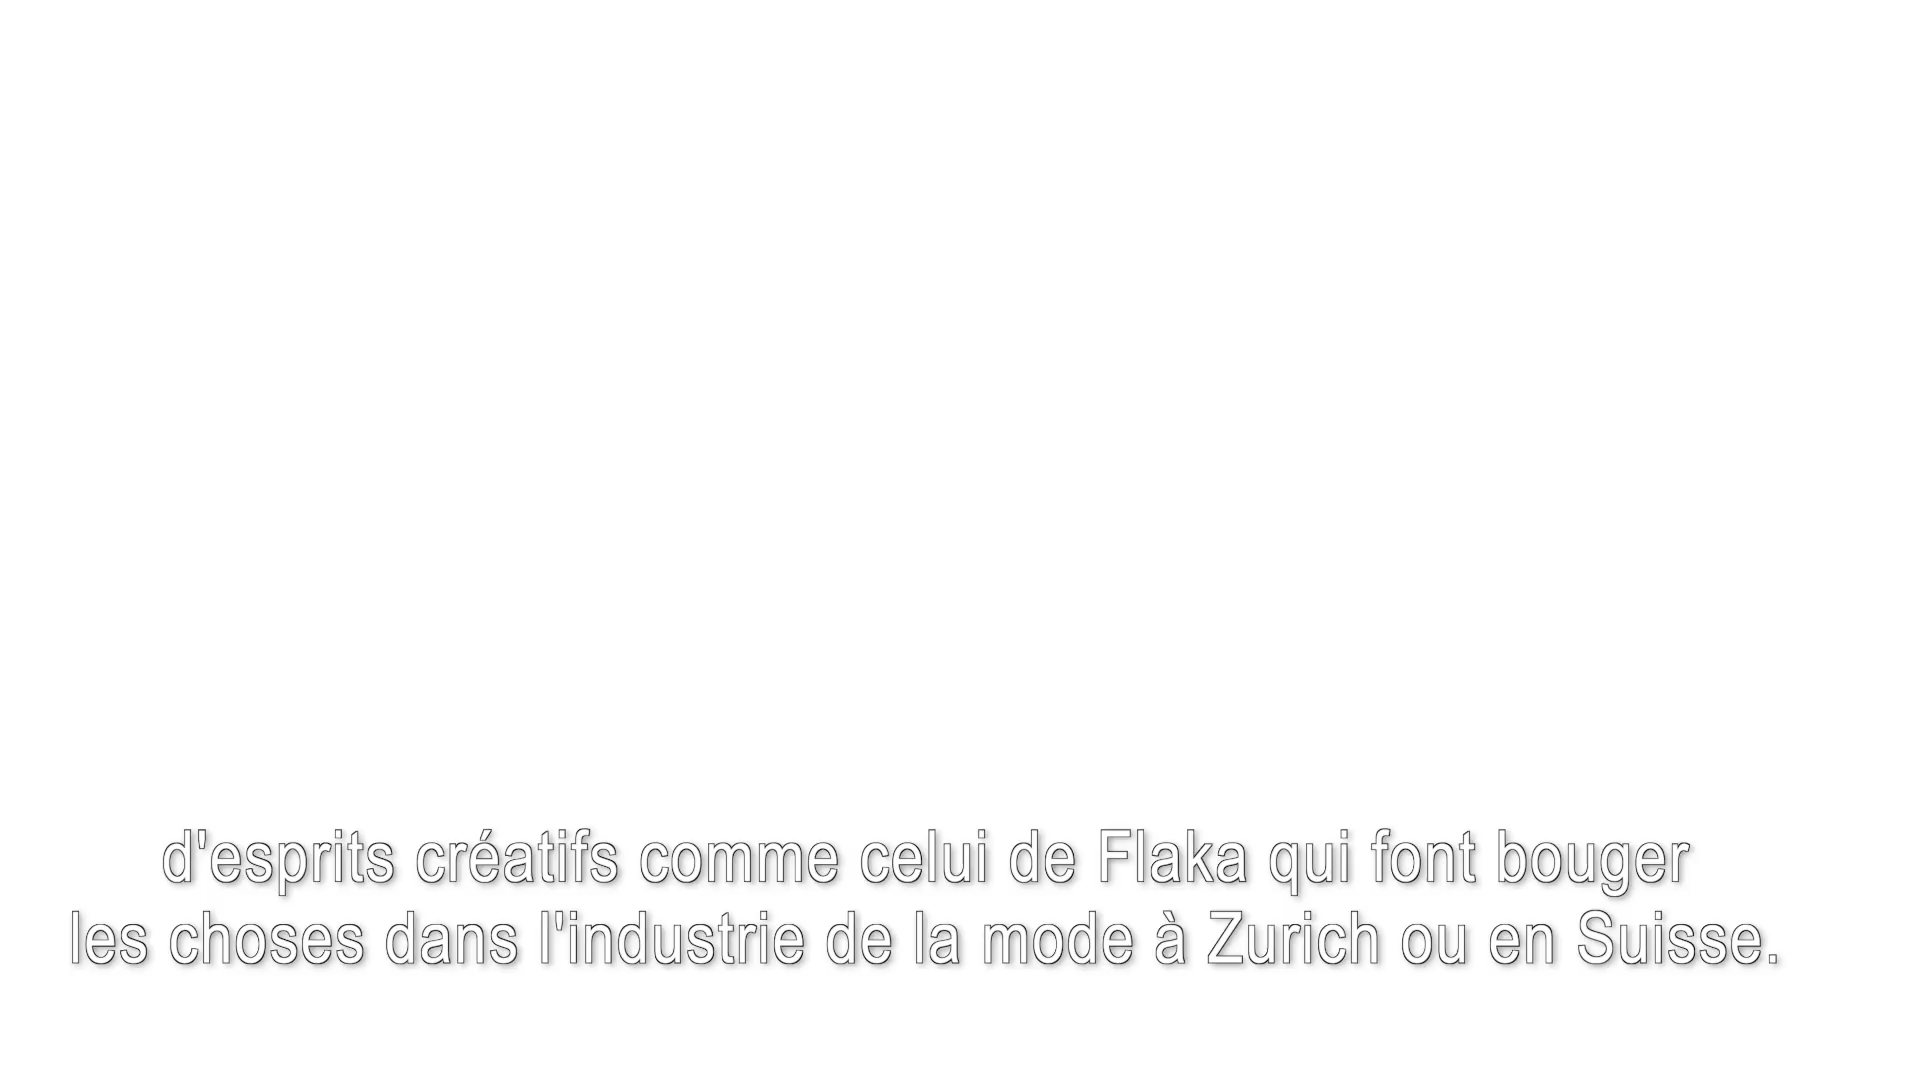 d'esprits créatifs comme celui de Flaka qui font bouger
les choses dans l'industrie de la mode à Zurich ou en Suisse.